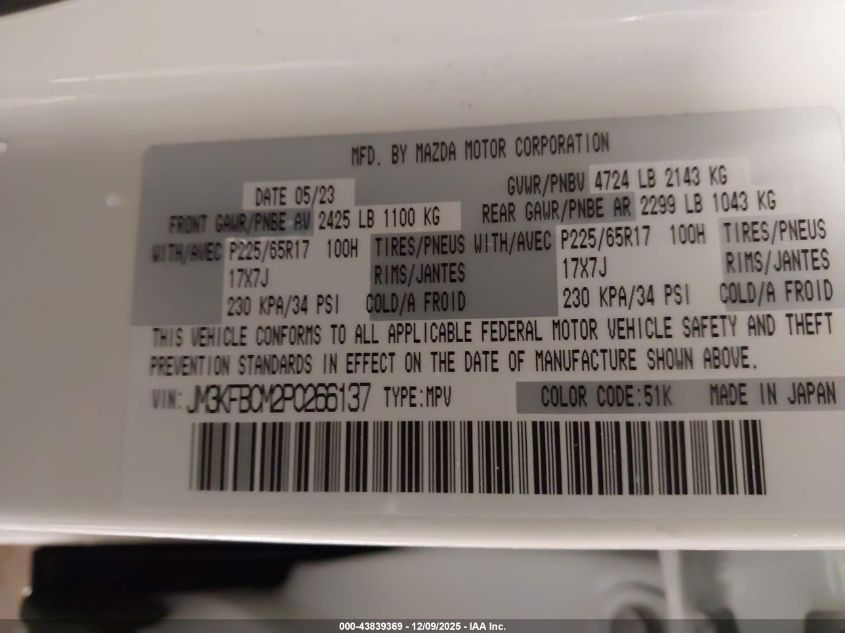 MFD. BY MAZDA MOTOR CORPORATION
DATE 05/23 GVWR/PNBV 4724 LB 2143 KG
FRONT GAWR/PNBE AV 2425 LB 1100 KG REAR GAWR/PNBE AR 2299 LB 1043 KG
WITH/AVEC P225/65R17 100H TIRES/PNEUS WITH/AVEC P225/65R17 100H TIRES/PNEUS
17X7J RIMS/JANTES 17X7J RIMS/JANTES
230 KPA/34 PSI COLD/A FROID 230 KPA/34 PSI COLD/A FROID
THIS VEHICLE CONFORMS TO ALL APPLICABLE FEDERAL MOTOR VEHICLE SAFETY AND THEFT
PREVENTION STANDARDS IN EFFECT ON THE DATE OF MANUFACTURE SHOWN ABOVE.
VIN: JM3KFBCM2P0266137 TYPE:MPV COLOR CODE:51K MADE IN JAPAN
000-43839369 - 12/09/2025 - IAA Inc.